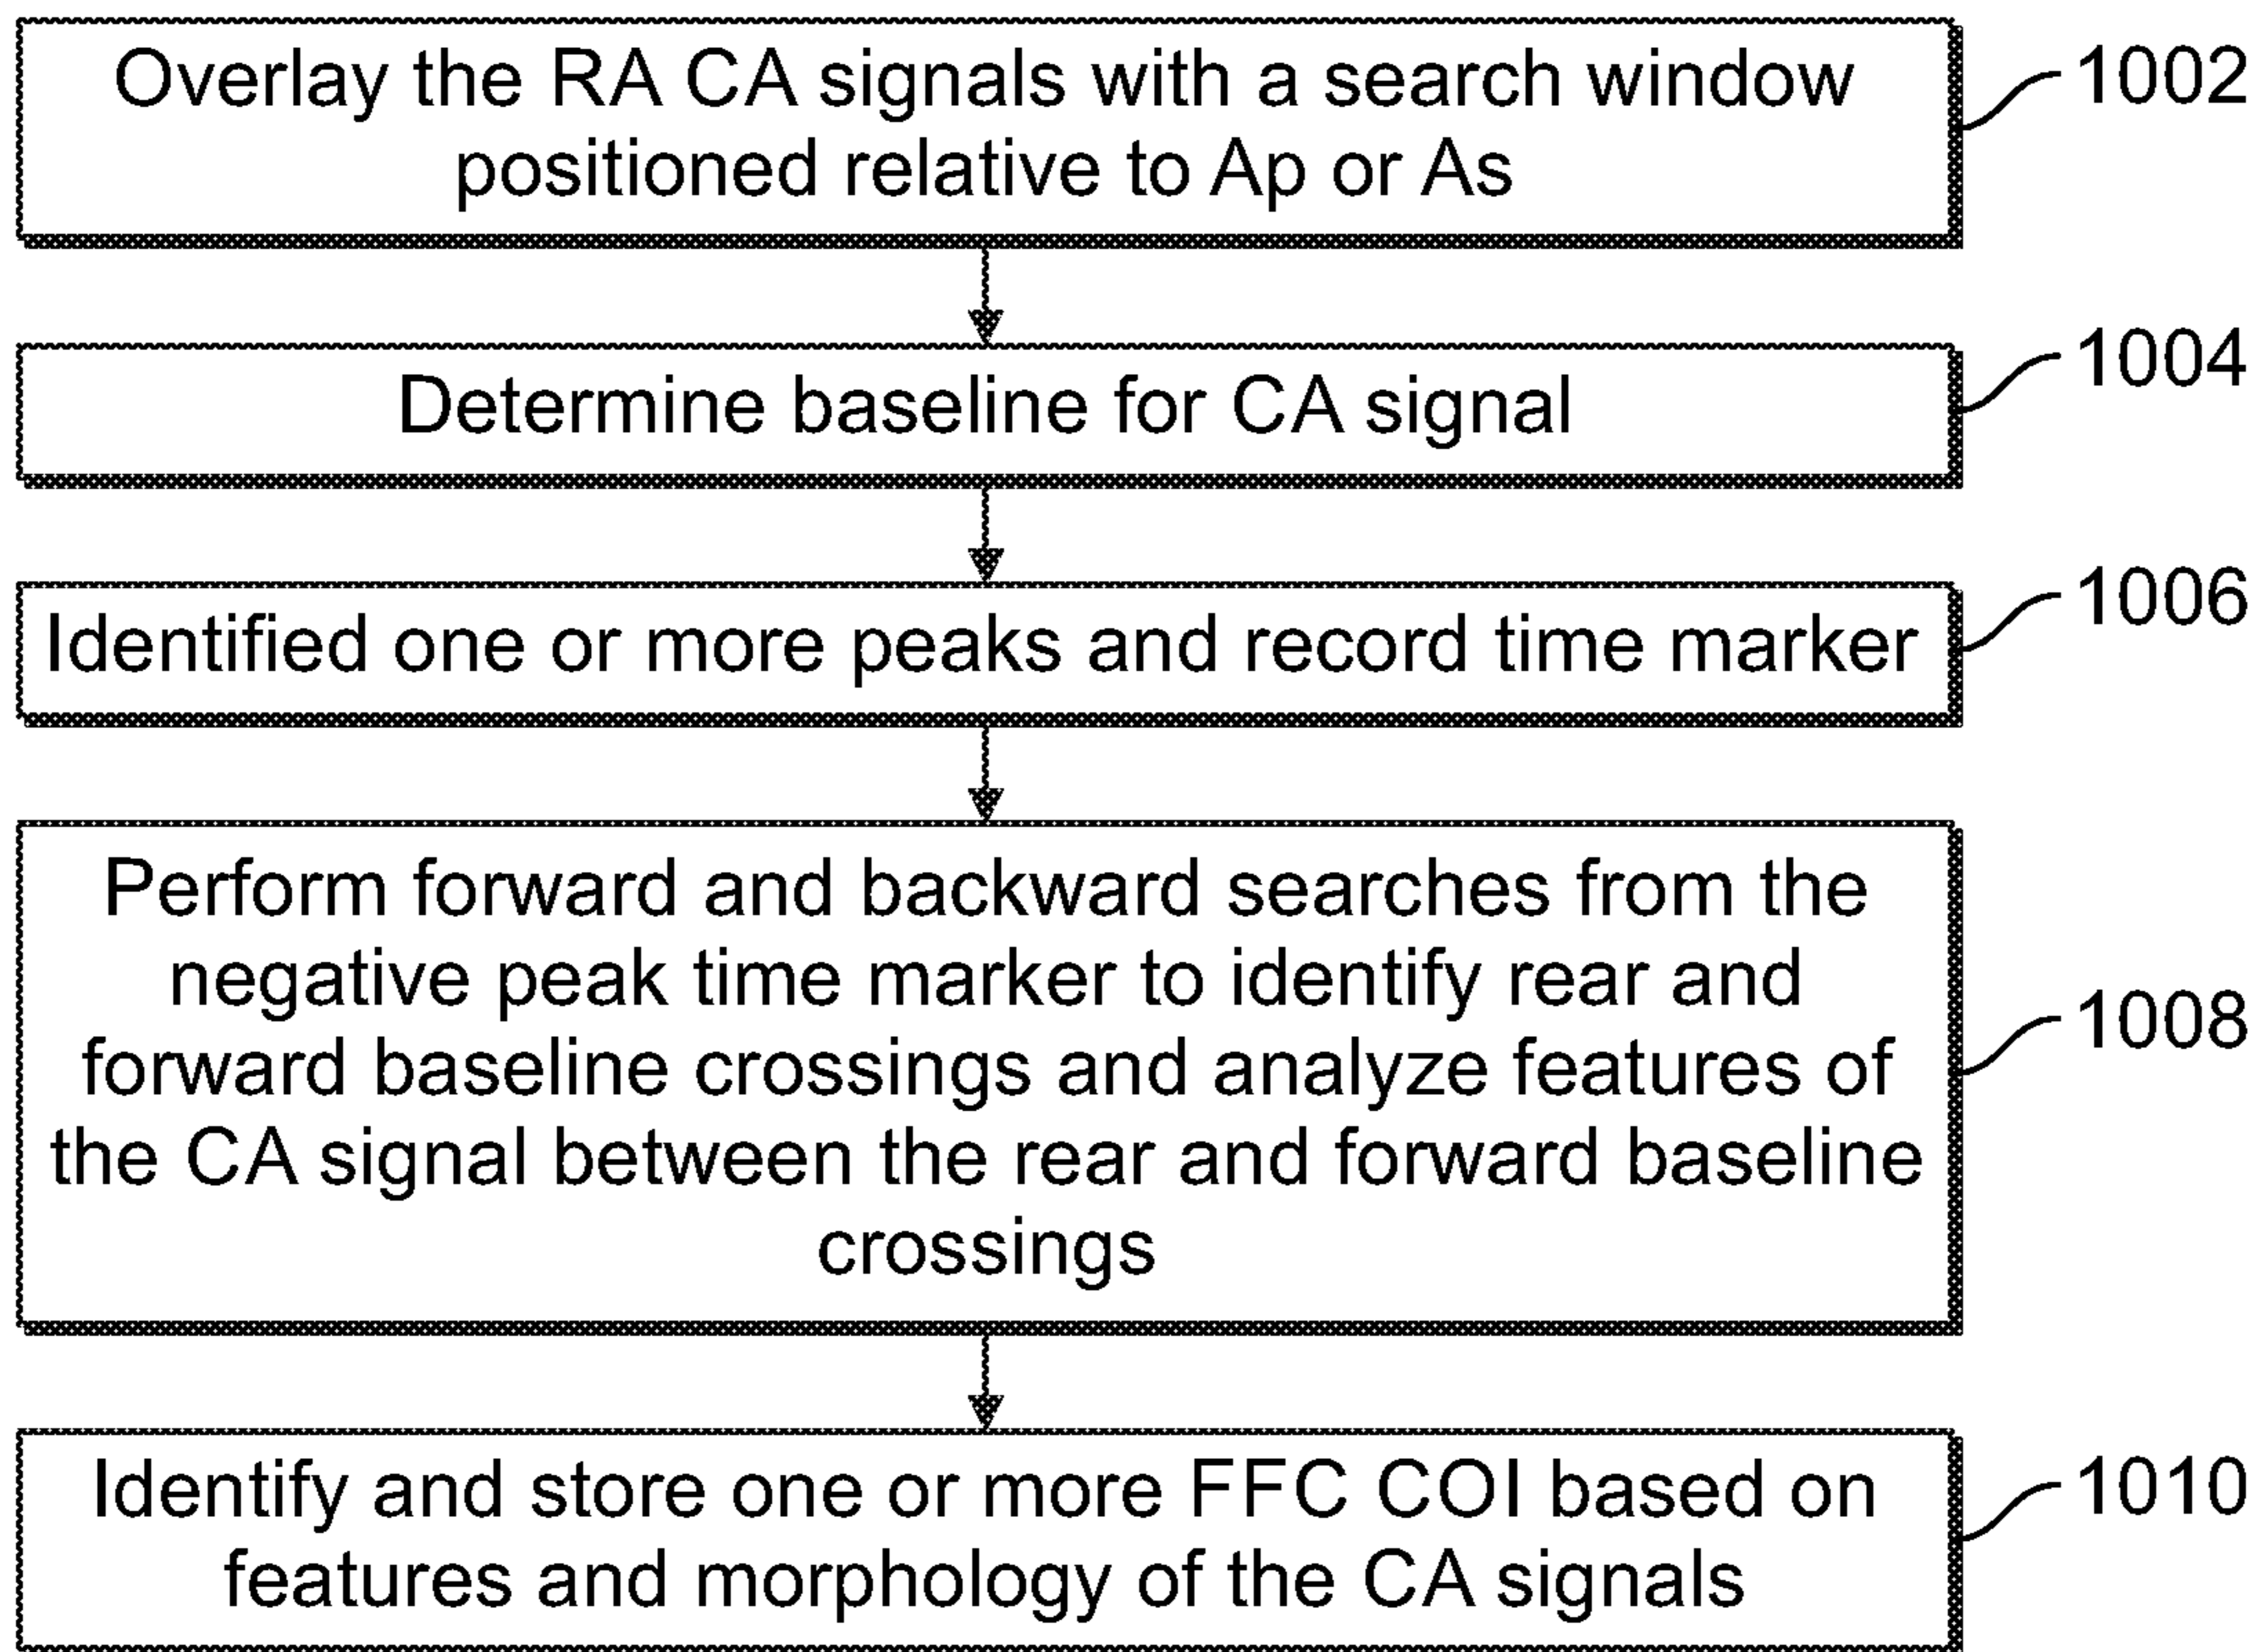 Overlay the RA CA signals with a search window
positioned relative to Ap or As
1002
Determine baseline for CA signal
1004
Identified one or more peaks and record time marker
1006
Perform forward and backward searches from the
negative peak time marker to identify rear and
forward baseline crossings and analyze features of
the CA signal between the rear and forward baseline
crossings
1008
Identify and store one or more FFC COI based on
features and morphology of the CA signals
1010